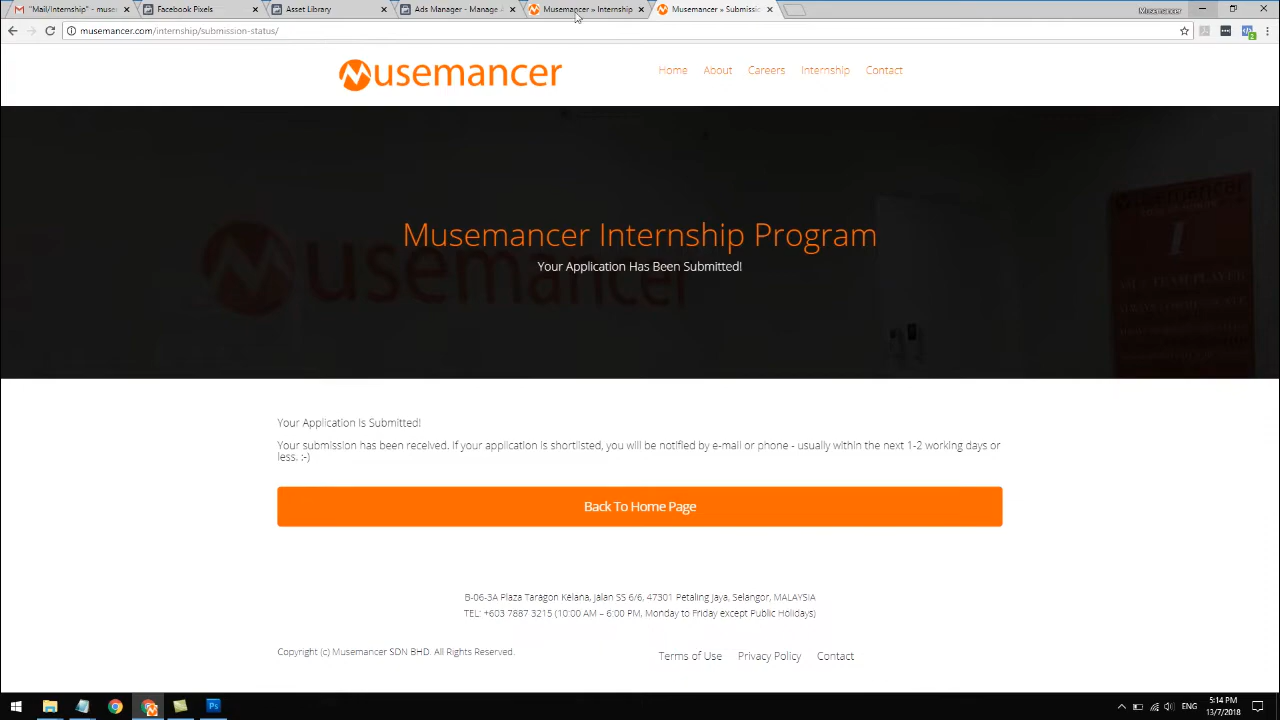 "Mail/Internship" - muse
Facebook Pixels
Asset Library
Ads Manager - Manage
Musemancer » Internship
Musemancer » Submissi
Musemancer
musemancer.com/internship/submission-status/
2
Musemancer
Home
About
Careers
Internship
Contact
Musemancer Internship Program
Your Application Has Been Submitted!
Musemancer
Your Application Is Submitted!
Your submission has been received. If your application is shortlisted, you will be notified by e-mail or phone - usually within the next 1-2 working days or
less. :-)
Back To Home Page
B-06-3A Plaza Taragon Kelana, Jalan SS 6/6, 47301 Petaling Jaya, Selangor, MALAYSIA
TEL: +603 7887 3215 (10:00 AM – 6:00 PM, Monday to Friday except Public Holidays)
Copyright (c) Musemancer SDN BHD. All Rights Reserved.
Terms of Use
Privacy Policy
Contact
Ps
ENG
5:14 PM
13/7/2018